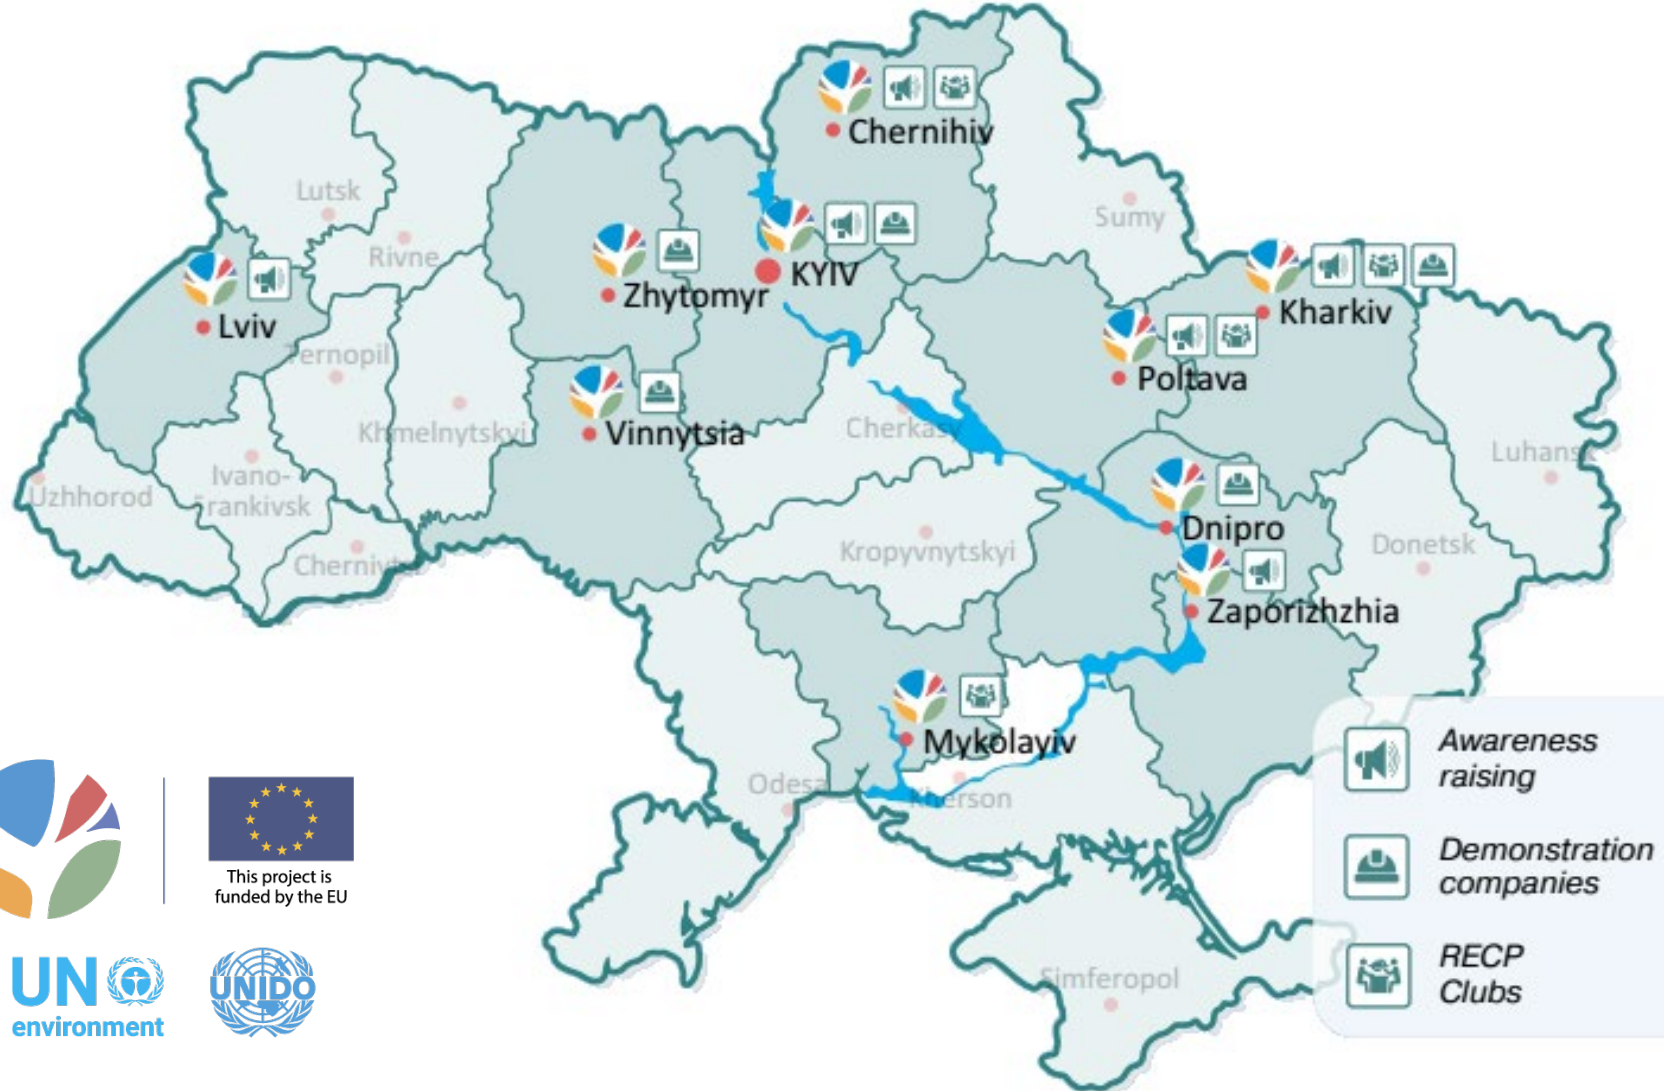 Chernihiv
Lutsk
Sumy
Rivne
KYIV
Zhytomyr
Kharkiv
Lviv
Ternopil
Poltava
Khmelnytskyi
Vinnytsia
Cherkasy
Luhansk
Uzhhorod
Ivano-
Frankivsk
Dnipro
Kropyvnytskyi
Donetsk
Chernivtsi
Zaporizhzhia
Mykolayiv
Odesa
Kherson
Simferopol
Awareness
raising
Demonstration
companies
RECP
Clubs
This project is
funded by the EU
UN
environment
UNIDO